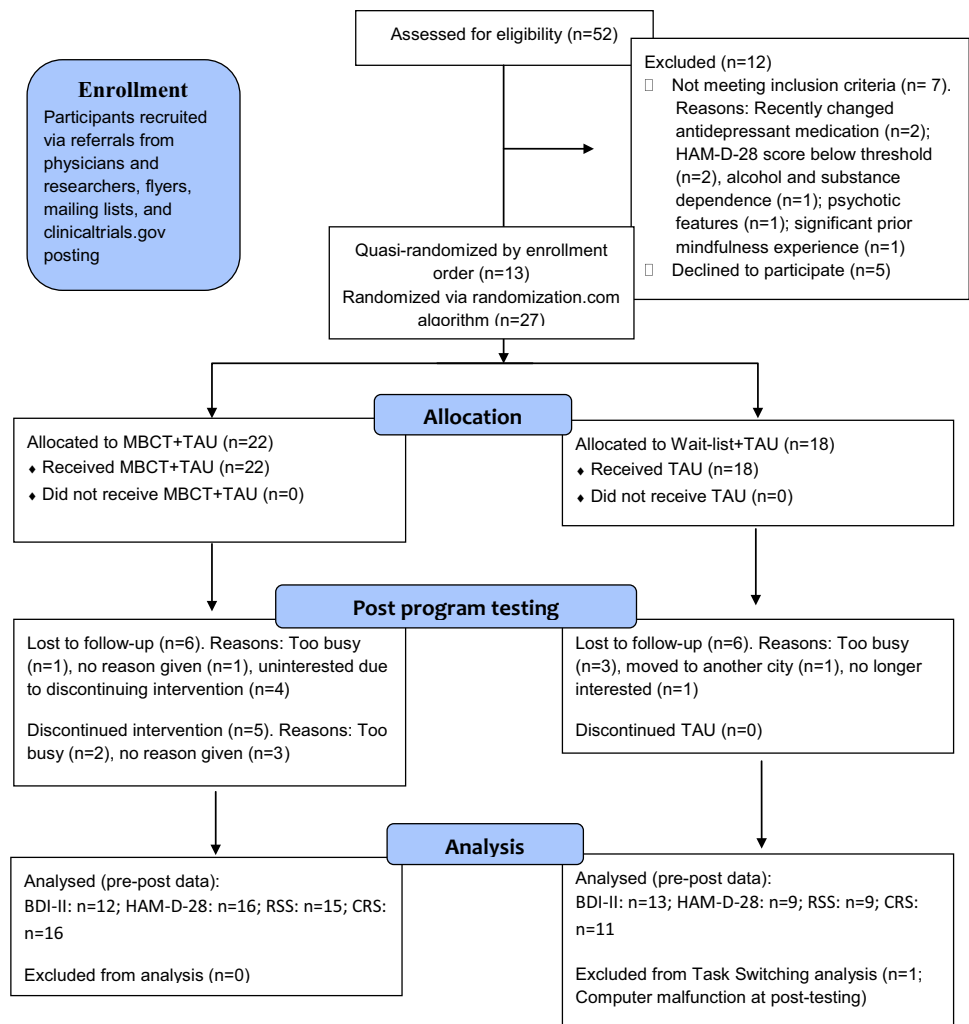 Assessed for eligibility (n=52)
Enrollment
Participants recruited
via referrals from
physicians and
researchers, flyers,
mailing lists, and
clinicaltrials.gov
posting
Excluded (n=12)
Not meeting inclusion criteria (n= 7).
Reasons: Recently changed
antidepressant medication (n=2);
HAM-D-28 score below threshold
(n=2), alcohol and substance
dependence (n=1); psychotic
features (n=1); significant prior
mindfulness experience (n=1)
Declined to participate (n=5)
Quasi-randomized by enrollment
order (n=13)
Randomized via randomization.com
algorithm (n=27)
Allocation
Allocated to MBCT+TAU (n=22)
♦ Received MBCT+TAU (n=22)
♦ Did not receive MBCT+TAU (n=0)
Allocated to Wait-list+TAU (n=18)
♦ Received TAU (n=18)
♦ Did not receive TAU (n=0)
Post program testing
Lost to follow-up (n=6). Reasons: Too busy
(n=1), no reason given (n=1), uninterested due
to discontinuing intervention (n=4)
Discontinued intervention (n=5). Reasons: Too
busy (n=2), no reason given (n=3)
Lost to follow-up (n=6). Reasons: Too busy
(n=3), moved to another city (n=1), no longer
interested (n=1)
Discontinued TAU (n=0)
Analysis
Analysed (pre-post data):
BDI-II: n=12; HAM-D-28: n=16; RSS: n=15; CRS:
n=16
Excluded from analysis (n=0)
Analysed (pre-post data):
BDI-II: n=13; HAM-D-28: n=9; RSS: n=9; CRS:
n=11
Excluded from Task Switching analysis (n=1;
Computer malfunction at post-testing)